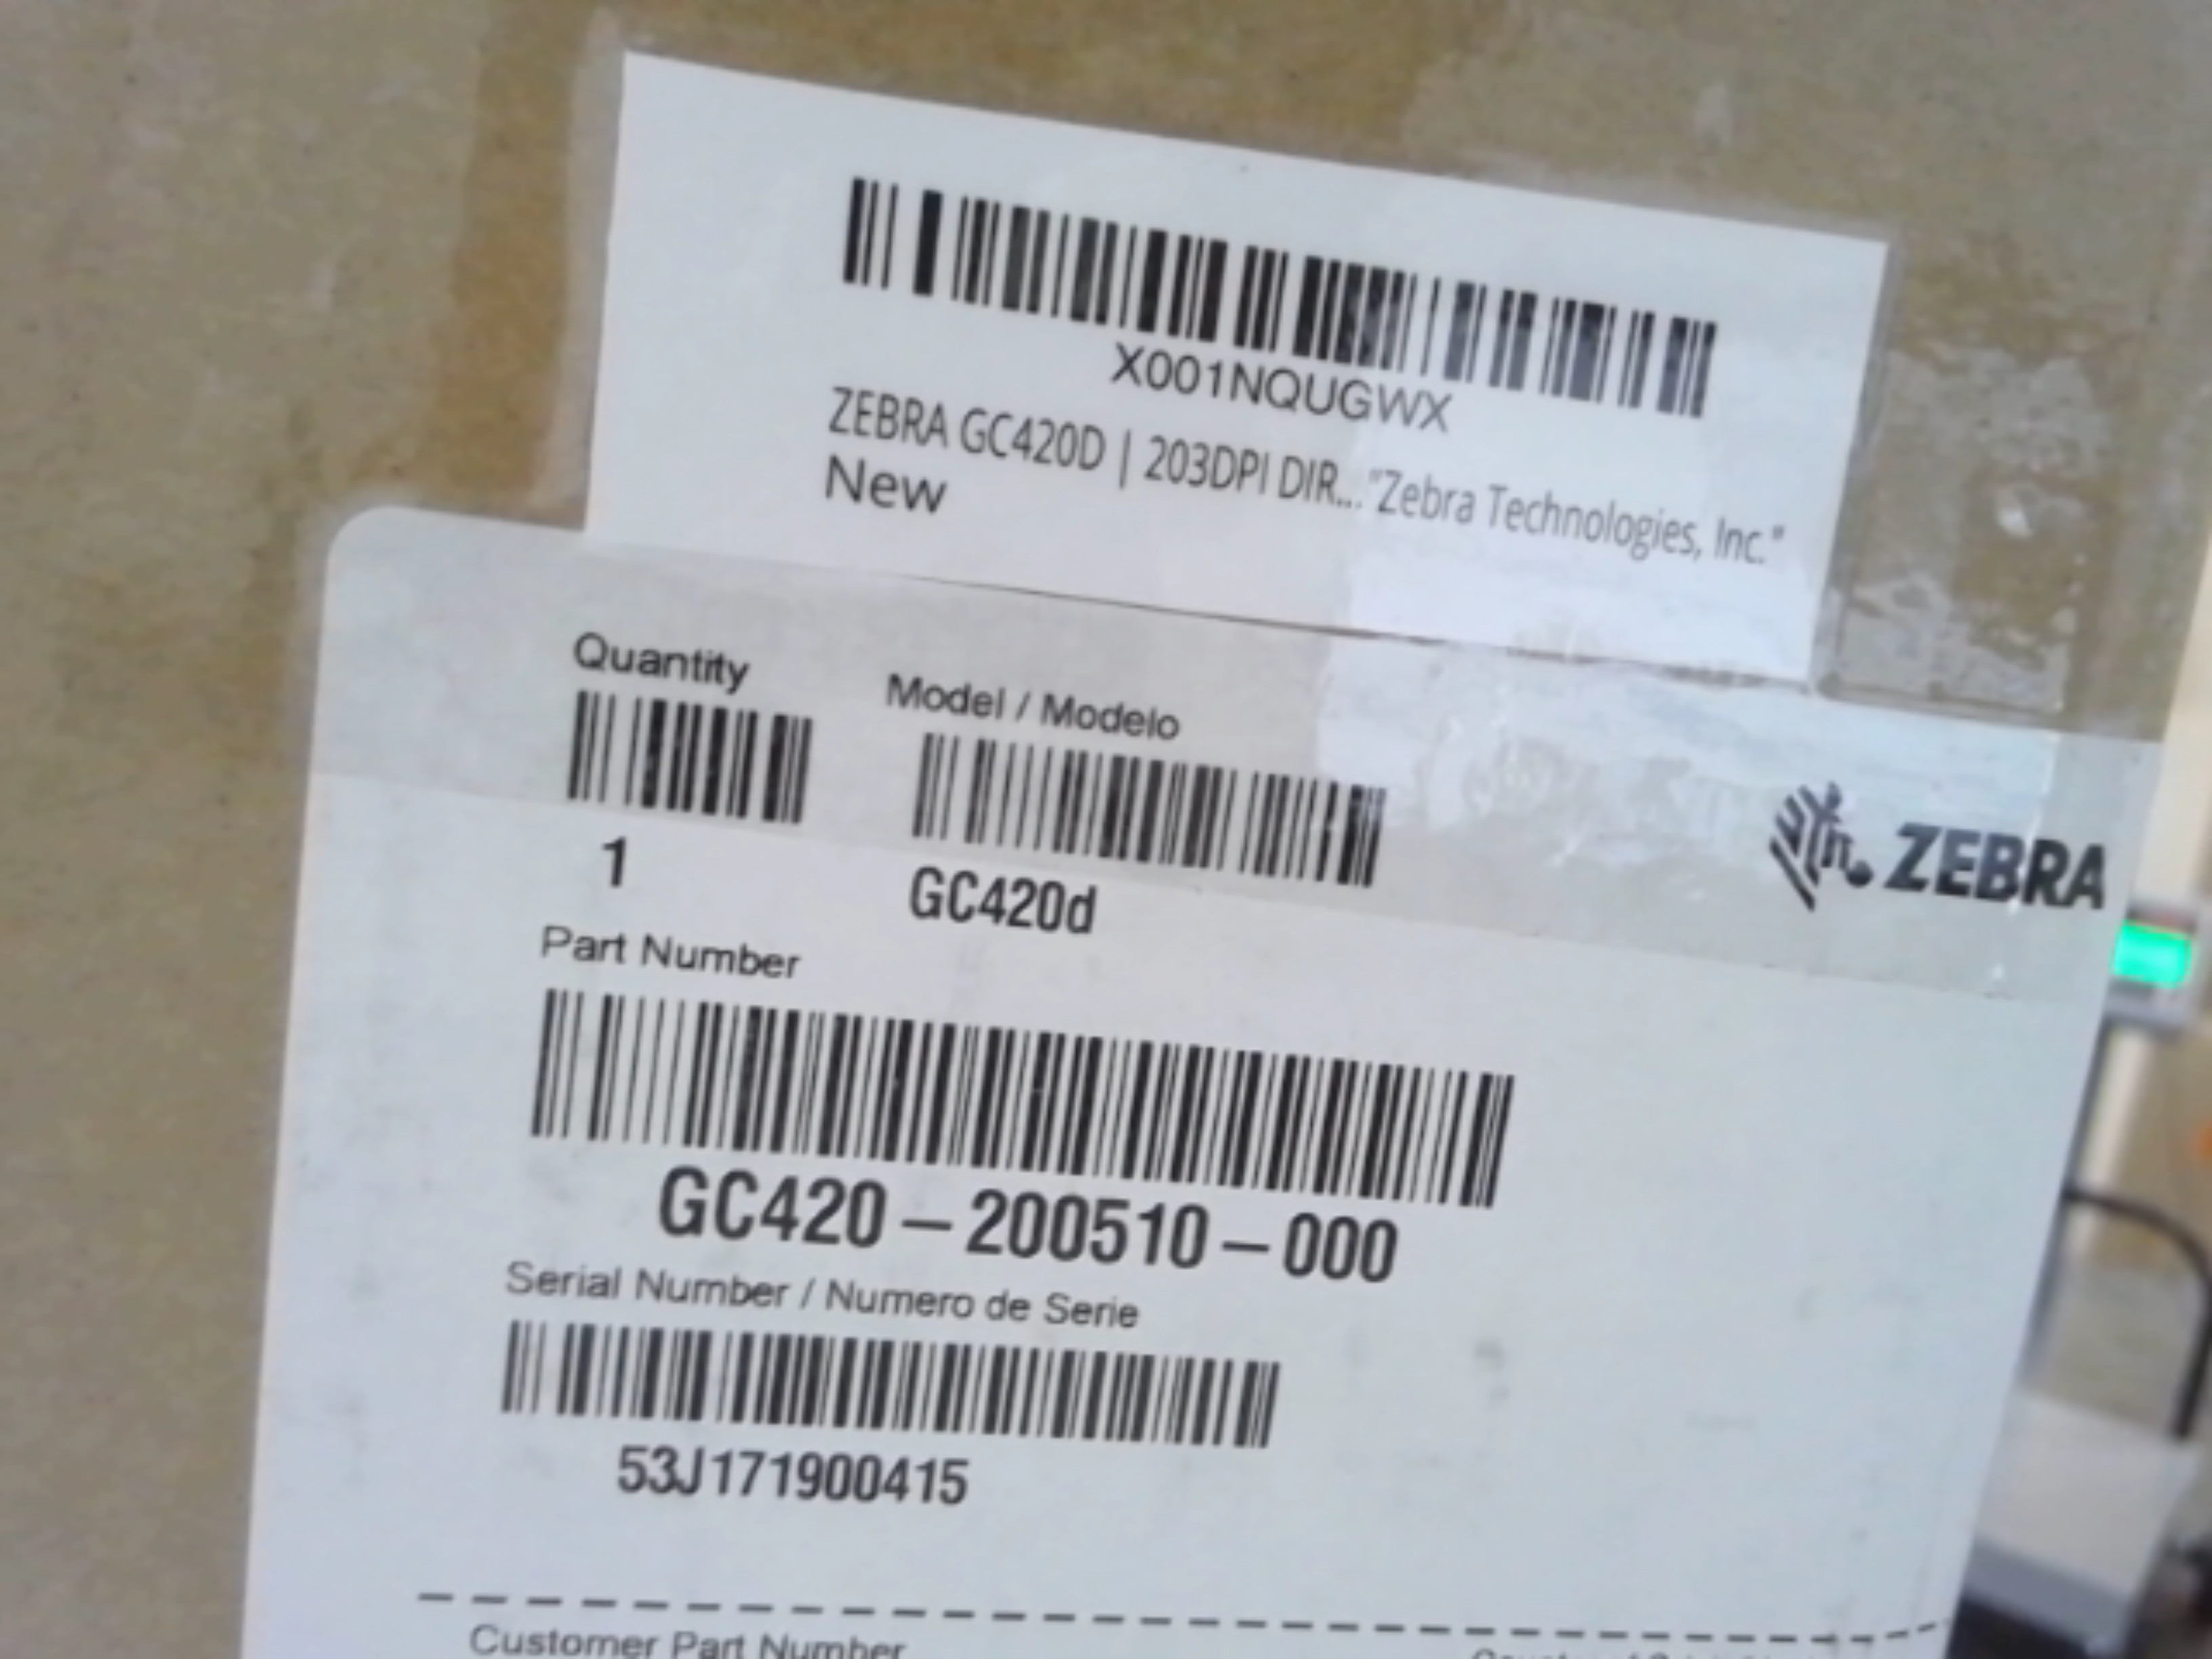 X001NQUGWX
ZEBRA GC420D | 203DPI DIR..."Zebra Technologies, Inc."
New
Quantity
Model / Modelo
1
GC420d
ZEBRA
Part Number
GC420-200510-000
Serial Number / Numero de Serie
53J171900415
Customer Part Number